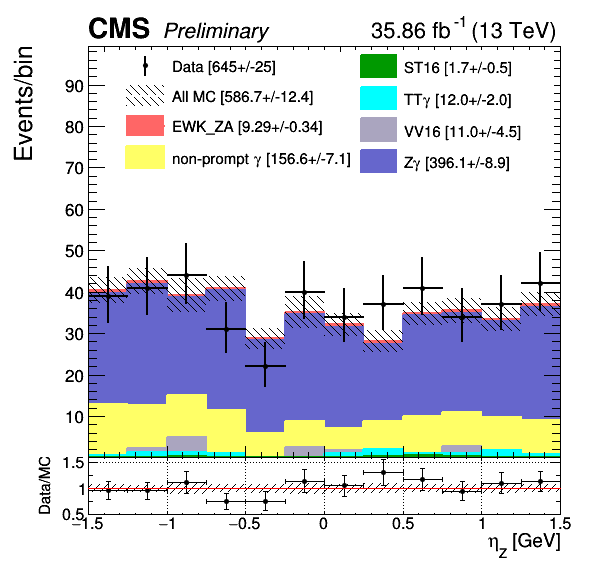 CMS Preliminary 35.86 fb⁻¹ (13 TeV)
Events/bin
Data [645+/-25]
All MC [586.7+/-12.4]
EWK_ZA [9.29+/-0.34]
non-prompt γ [156.6+/-7.1]
ST16 [1.7+/-0.5]
TTγ [12.0+/-2.0]
VV16 [11.0+/-4.5]
Zγ [396.1+/-8.9]
90
80
70
60
50
40
30
20
10
Data/MC
1.5
1
0.5
−1.5 −1 −0.5 0 0.5 1 1.5
η_Z [GeV]